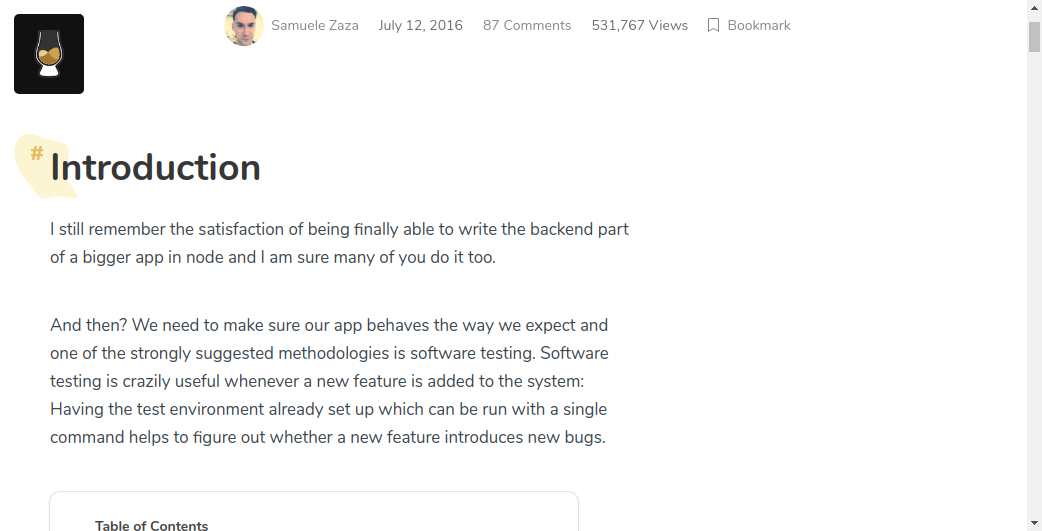 Samuele Zaza July 12, 2016 87 Comments 531,767 Views Bookmark
# Introduction
I still remember the satisfaction of being finally able to write the backend part
of a bigger app in node and I am sure many of you do it too.
And then? We need to make sure our app behaves the way we expect and
one of the strongly suggested methodologies is software testing. Software
testing is crazily useful whenever a new feature is added to the system:
Having the test environment already set up which can be run with a single
command helps to figure out whether a new feature introduces new bugs.
Table of Contents